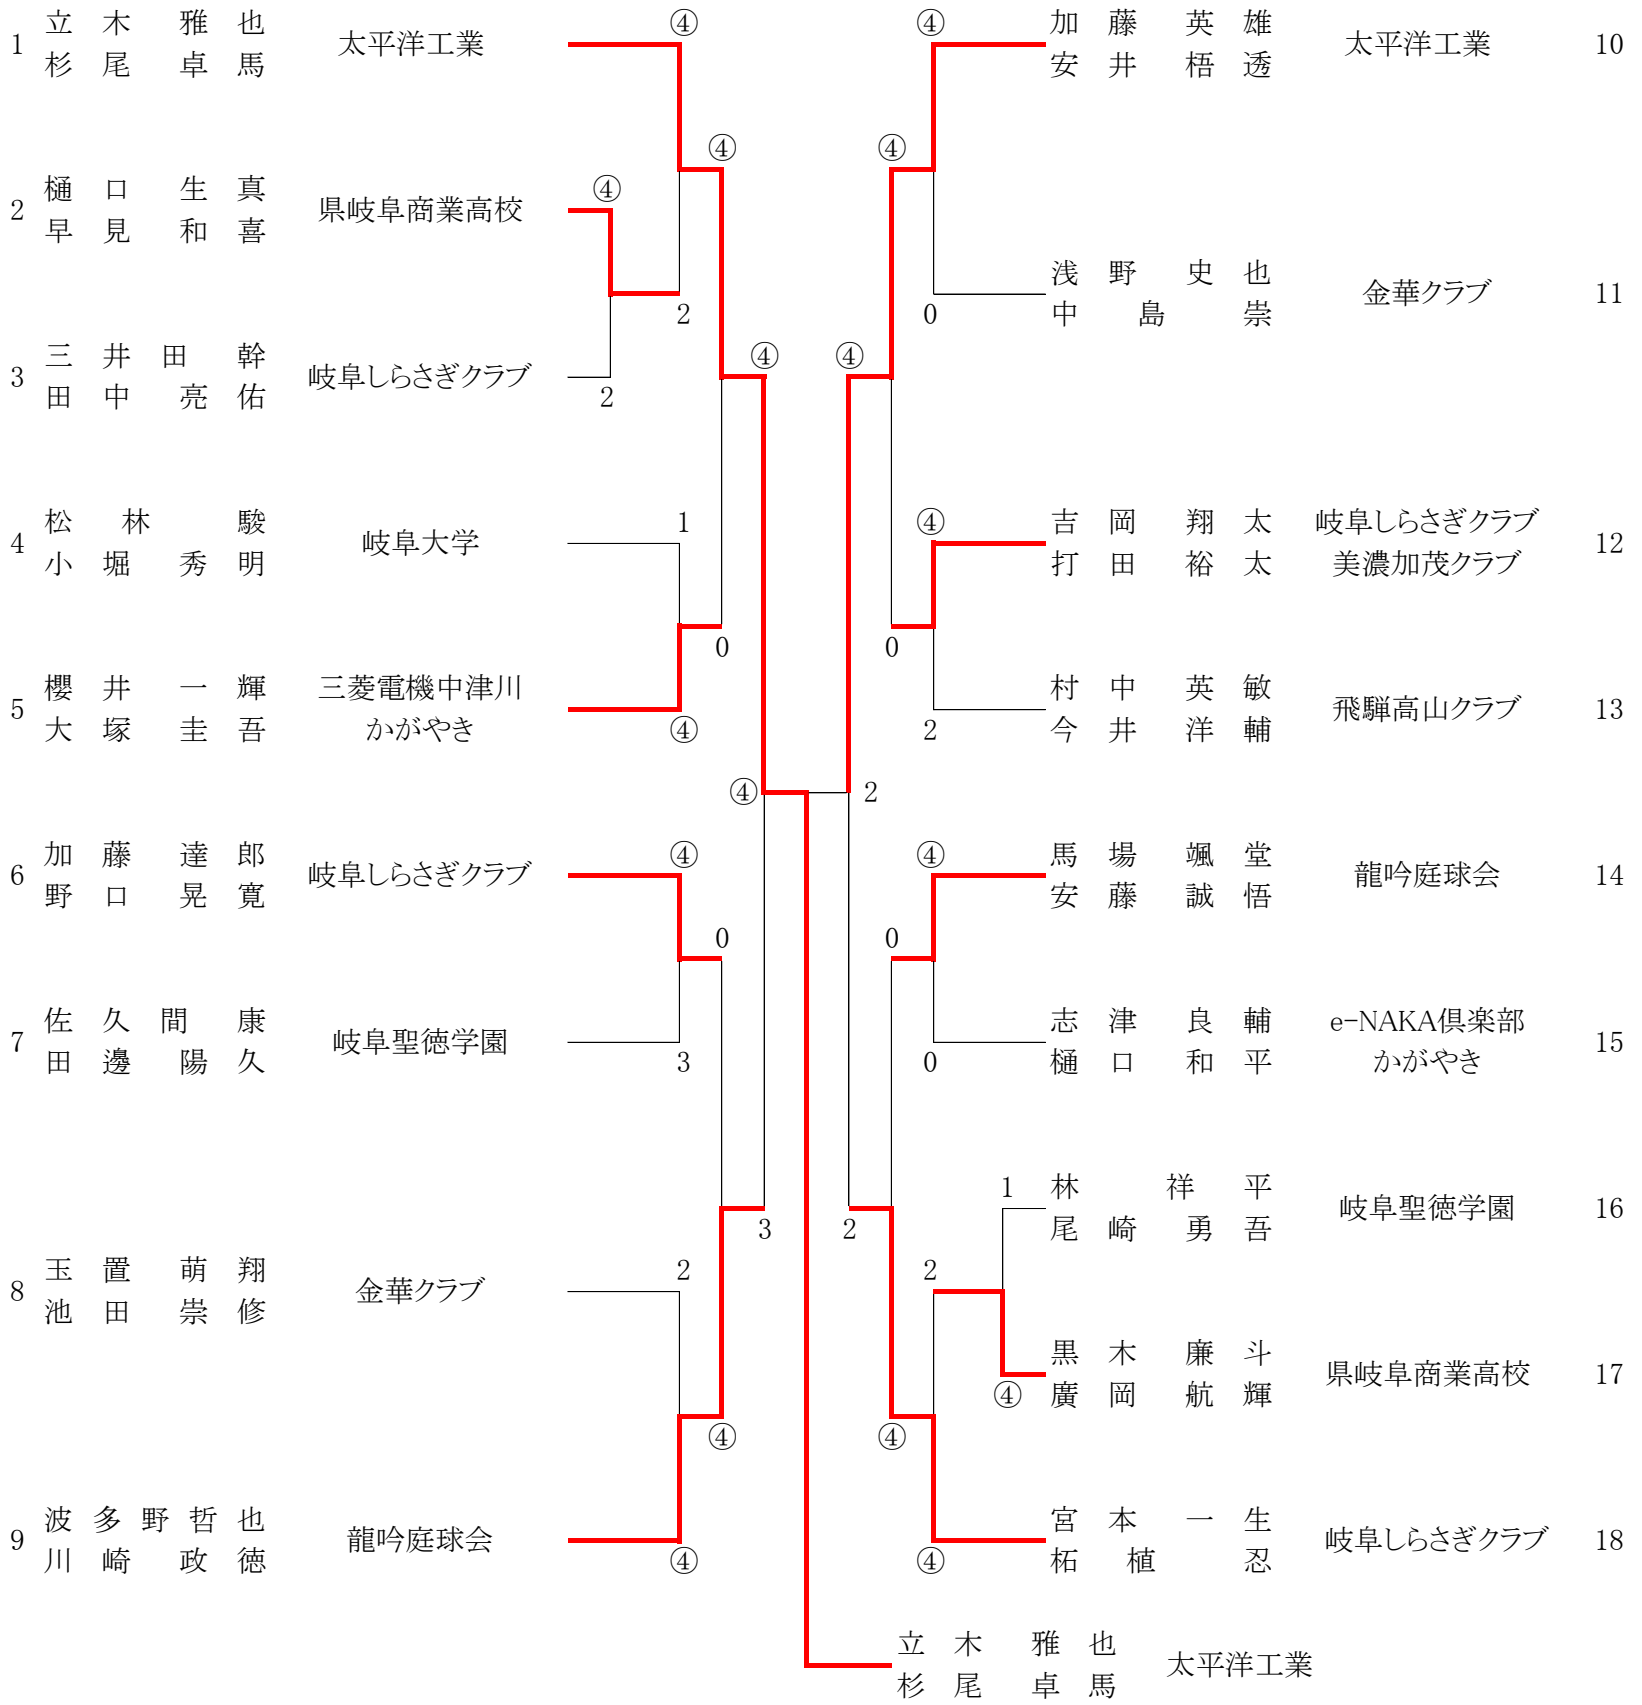 1 立木雅也 太平洋工業
杉尾卓馬
④
2 樋口生真 県岐阜商業高校
早見和喜
④
④
2
3 三井田幹 岐阜しらさぎクラブ
田中亮佑
2
④
4 松林駿 岐阜大学
小堀秀明
1
0
5 櫻井一輝 三菱電機中津川
大塚圭吾 かがやき
④
④
6 加藤達郎 岐阜しらさぎクラブ
野口晃寛
④
0
7 佐久間康 岐阜聖徳学園
田邊陽久
3
3
8 玉置萌翔 金華クラブ
池田崇修
2
④
9 波多野哲也 龍吟庭球会
川崎政徳
④
④
加藤英雄 太平洋工業 10
安井梧透
④
浅野史也 金華クラブ 11
中島崇
0
④
④
吉岡翔太 岐阜しらさぎクラブ 12
打田裕太 美濃加茂クラブ
0
村中英敏 飛騨高山クラブ 13
今井洋輔
2
2
④
馬場颯堂 龍吟庭球会 14
安藤誠悟
0
志津良輔 e-NAKA倶楽部 15
樋口和平 かがやき
0
1
林祥平 岐阜聖徳学園 16
尾崎勇吾
2
2
黒木廉斗 県岐阜商業高校 17
廣岡航輝
④
④
宮本一生 岐阜しらさぎクラブ 18
柘植忍
④
立木雅也 太平洋工業
杉尾卓馬